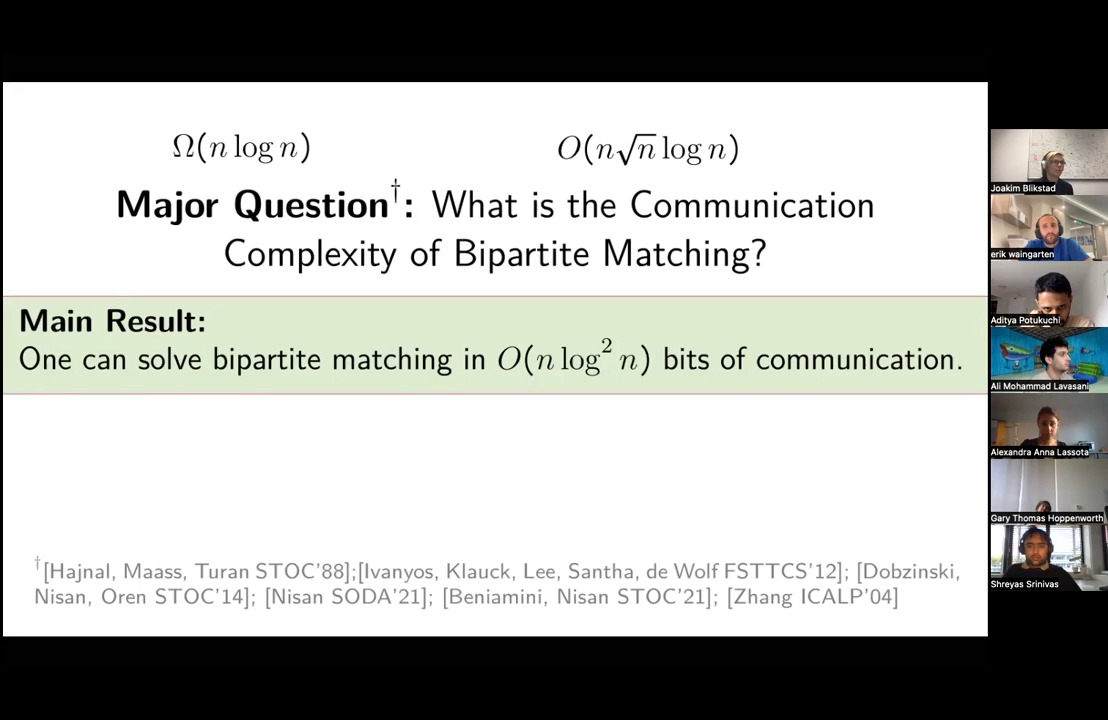 Ω(n log n) O(n√n log n)
Major Question†: What is the Communication
Complexity of Bipartite Matching?
Main Result:
One can solve bipartite matching in O(n log² n) bits of communication.
†[Hajnal, Maass, Turan STOC'88];[Ivanyos, Klauck, Lee, Santha, de Wolf FSTTCS'12]; [Dobzinski,
Nisan, Oren STOC'14]; [Nisan SODA'21]; [Beniamini, Nisan STOC'21]; [Zhang ICALP'04]
Joakim Blikstad
erik waingarten
Aditya Potukuchi
Ali Mohammad Lavasani
Alexandra Anna Lassota
Gary Thomas Hoppenworth
Shreyas Srinivas